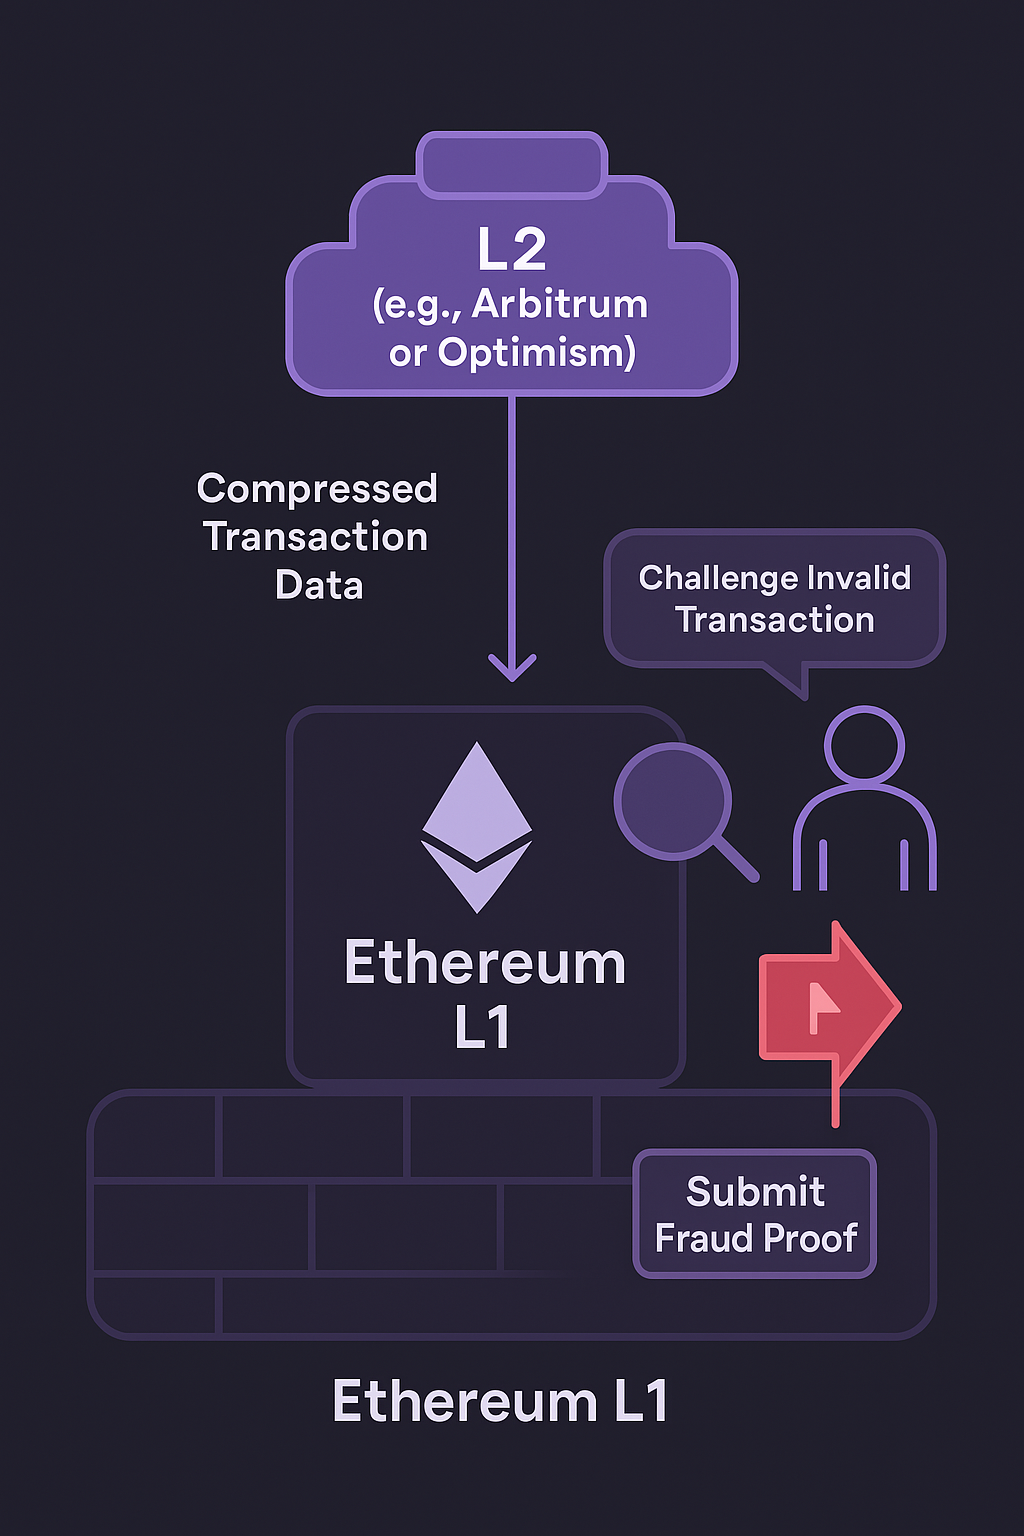 L2
(e.g., Arbitrum
or Optimism)
Compressed
Transaction
Data
Challenge Invalid
Transaction
Ethereum
L1
Submit
Fraud Proof
Ethereum L1